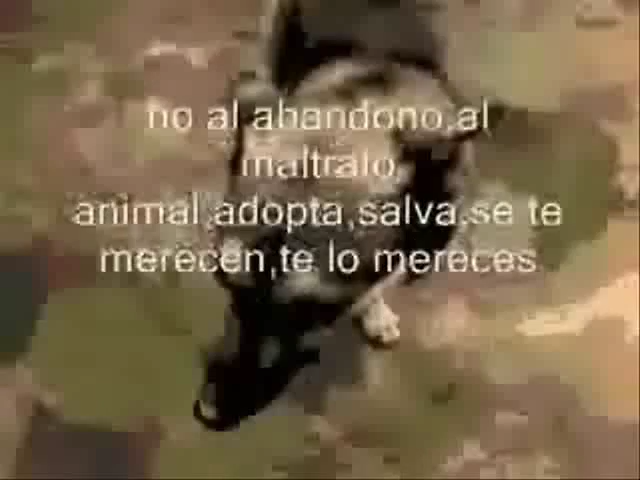 no al abandono,al
maltrato
animal,adopta,salva,se te
merecen,te lo mereces